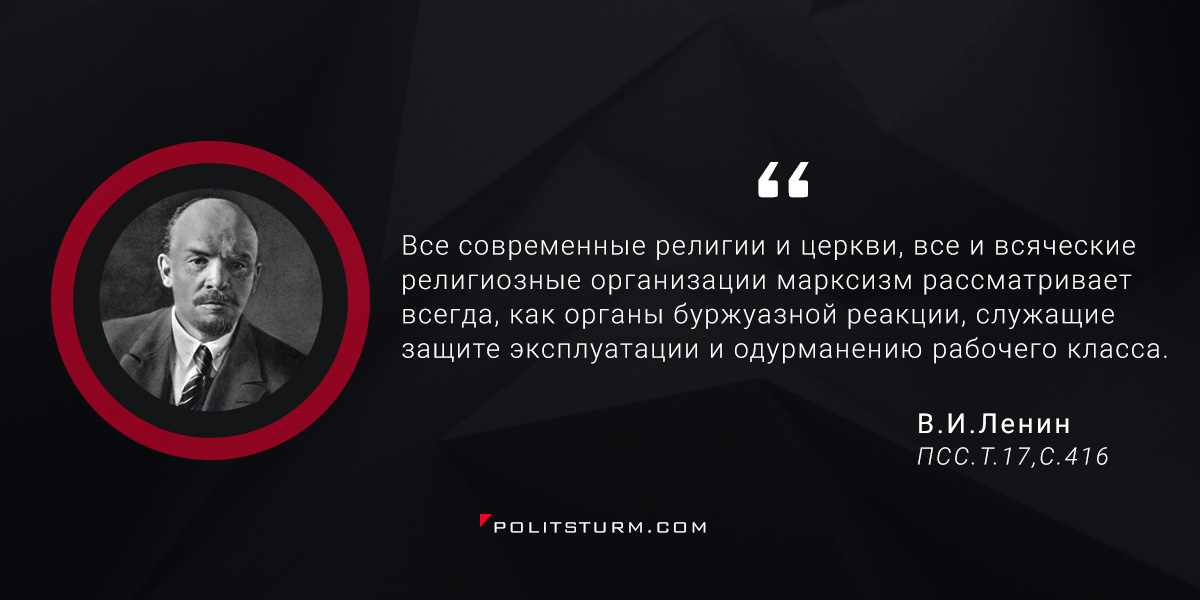 “
Все современные религии и церкви, все и всяческие
религиозные организации марксизм рассматривает
всегда, как органы буржуазной реакции, служащие
защите эксплуатации и одурманению рабочего класса.
В.И.Ленин
ПСС.Т.17,С.416
POLITSTURM.COM